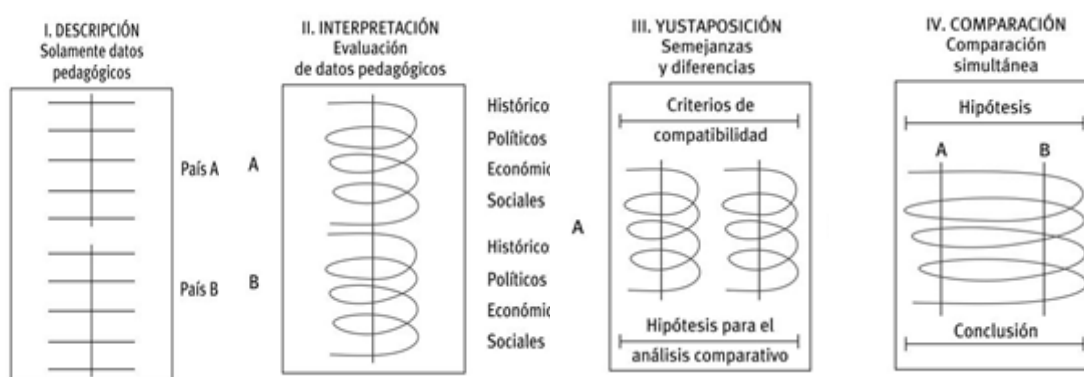 I. DESCRIPCIÓN
Solamente datos
pedagógicos
País A
País B
II. INTERPRETACIÓN
Evaluación
de datos pedagógicos
A
B
Histórico
Políticos
Económic
Sociales
Histórico
Políticos
Económic
Sociales
III. YUSTAPOSICIÓN
Semejanzas
y diferencias
A
Criterios de
compatibilidad
Hipótesis para el
análisis comparativo
IV. COMPARACIÓN
Comparación
simultánea
Hipótesis
A B
Conclusión